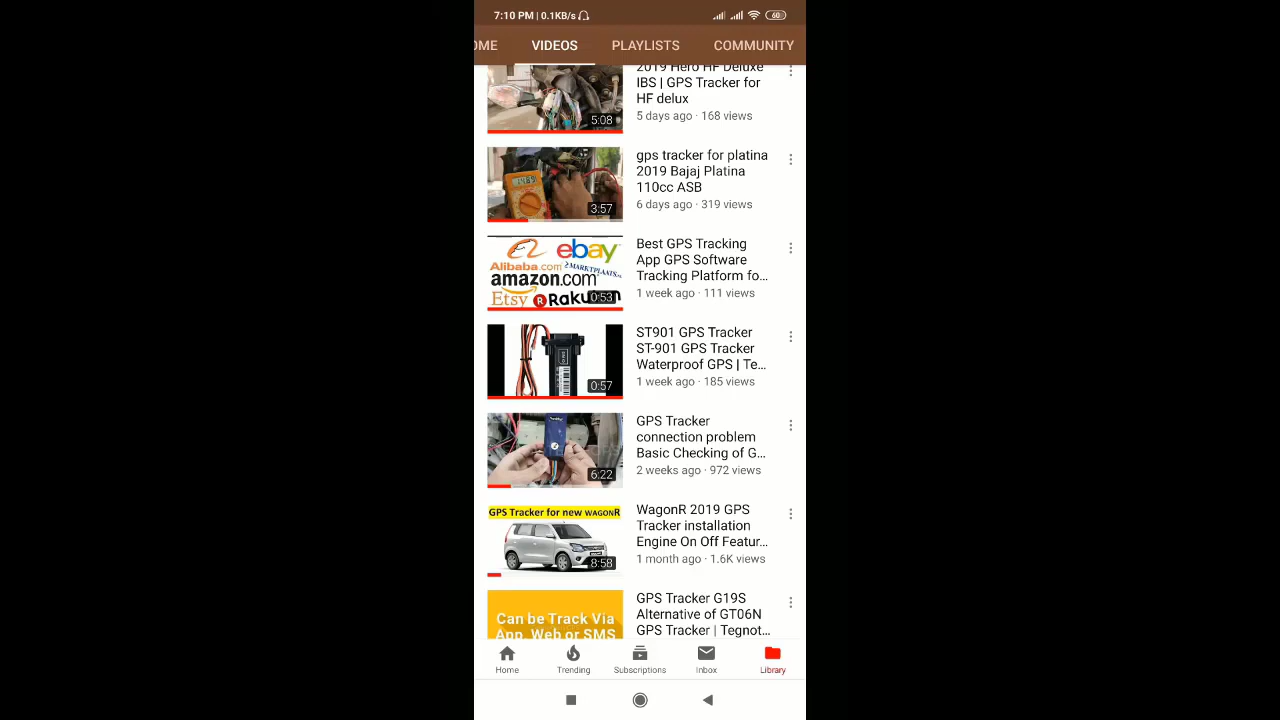 7:10 PM | 0.1KB/s
60
OME
VIDEOS
PLAYLISTS
COMMUNITY
2019 Hero HF Deluxe
IBS | GPS Tracker for
HF delux
5 days ago · 168 views
5:08
gps tracker for platina
2019 Bajaj Platina
110cc ASB
6 days ago · 319 views
3:57
Best GPS Tracking
App GPS Software
Tracking Platform fo...
1 week ago · 111 views
ebay
Alibaba.com
MARKTPLAATS
amazon.com
Etsy
Rakuten
0:53
ST901 GPS Tracker
ST-901 GPS Tracker
Waterproof GPS | Te...
1 week ago · 185 views
0:57
GPS Tracker
connection problem
Basic Checking of G...
2 weeks ago · 972 views
6:22
GPS Tracker for new WAGONR
8:58
WagonR 2019 GPS
Tracker installation
Engine On Off Featur...
1 month ago · 1.6K views
Can be Track Via
App, Web or SMS
GPS Tracker G19S
Alternative of GT06N
GPS Tracker | Tegnot...
Home
Trending
Subscriptions
Inbox
Library